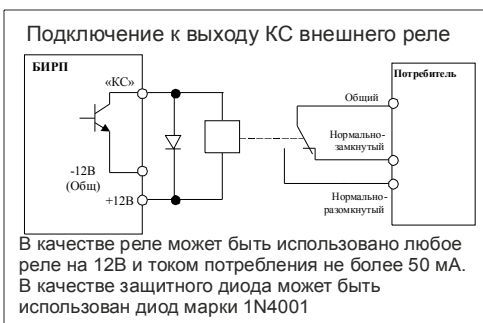 Подключение к выходу КС внешнего реле
БИРП
«КС»
Потребитель
Общий
Нормально-
замкнутый
-12В
(Общ)
+12В
Нормально-
разомкнутый
В качестве реле может быть использовано любое
реле на 12В и током потребления не более 50 мА.
В качестве защитного диода может быть
использован диод марки 1N4001